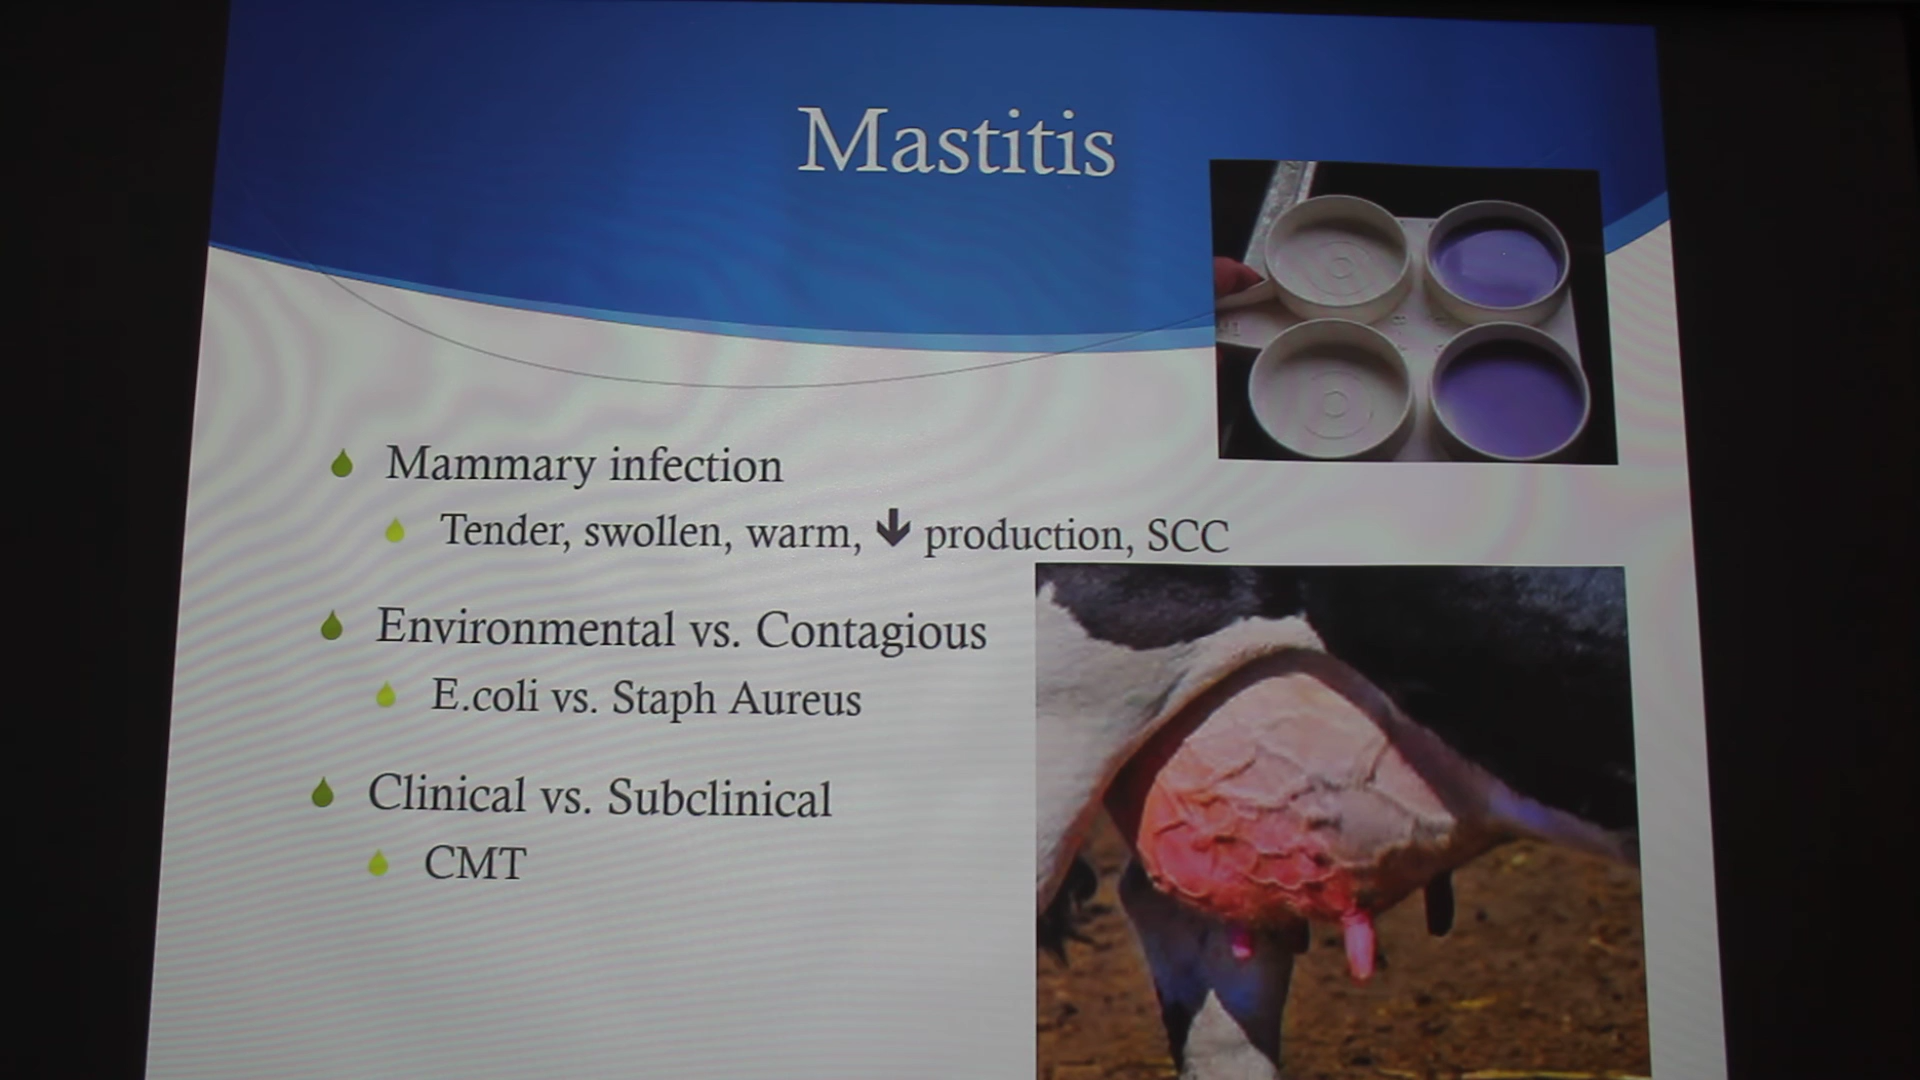 Mastitis
Mammary infection
Tender, swollen, warm, ↓ production, SCC
Environmental vs. Contagious
E.coli vs. Staph Aureus
Clinical vs. Subclinical
CMT